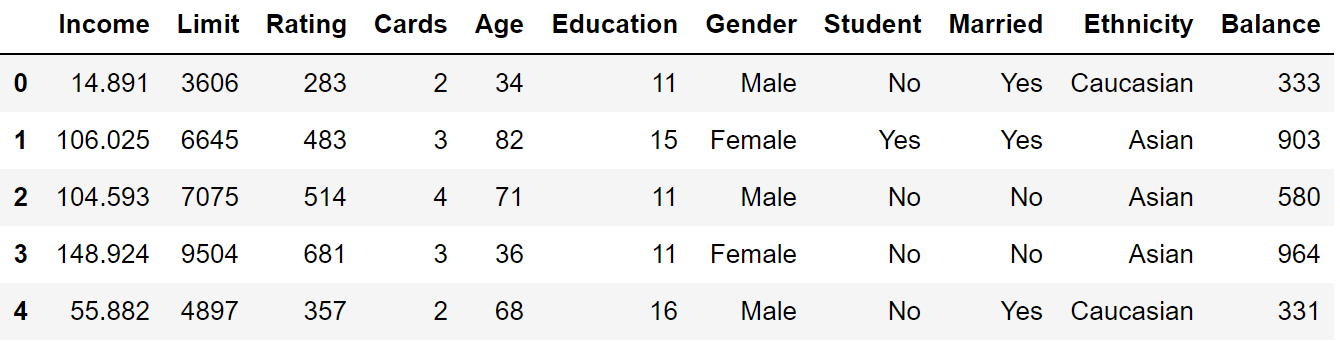 Income Limit Rating Cards Age Education Gender Student Married Ethnicity Balance
0 14.891 3606 283 2 34 11 Male No Yes Caucasian 333
1 106.025 6645 483 3 82 15 Female Yes Yes Asian 903
2 104.593 7075 514 4 71 11 Male No No Asian 580
3 148.924 9504 681 3 36 11 Female No No Asian 964
4 55.882 4897 357 2 68 16 Male No Yes Caucasian 331